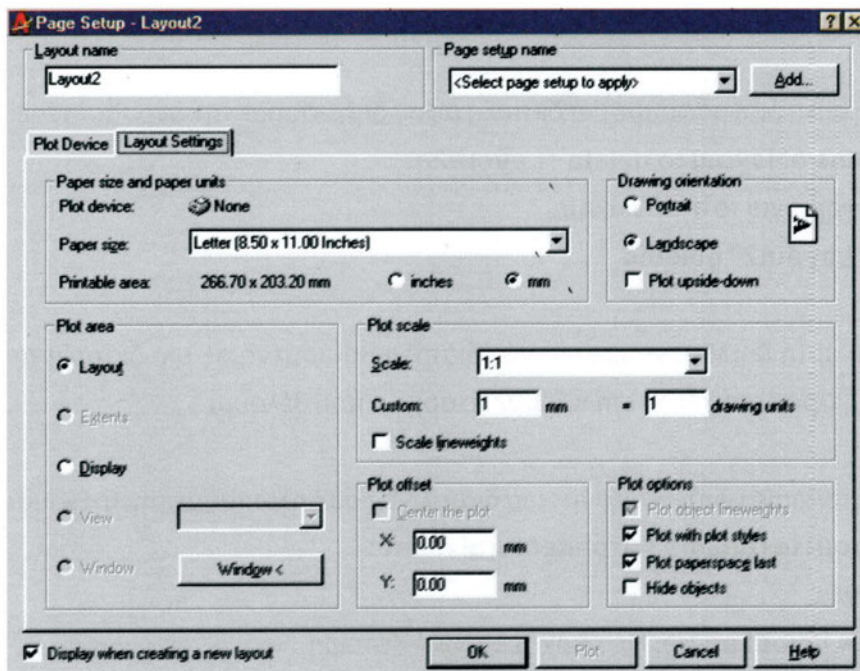 Page Setup - Layout2
Layout name
Layout2
Page setup name
<Select page setup to apply>
Add...
Plot Device
Layout Settings
Paper size and paper units
Plot device: None
Paper size: Letter (8.50 x 11.00 Inches)
Printable area: 266.70 x 203.20 mm inches mm
Drawing orientation
Portrait
Landscape
Plot upside-down
A
Plot area
Layout
Extents
Display
View
Window
Window <
Plot scale
Scale: 1:1
Custom: 1 mm = 1 drawing units
Scale lineweights
Plot offset
Center the plot
X: 0.00 mm
Y: 0.00 mm
Plot options
Plot object lineweights
Plot with plot styles
Plot paperspace last
Hide objects
Display when creating a new layout
OK
Plot
Cancel
Help